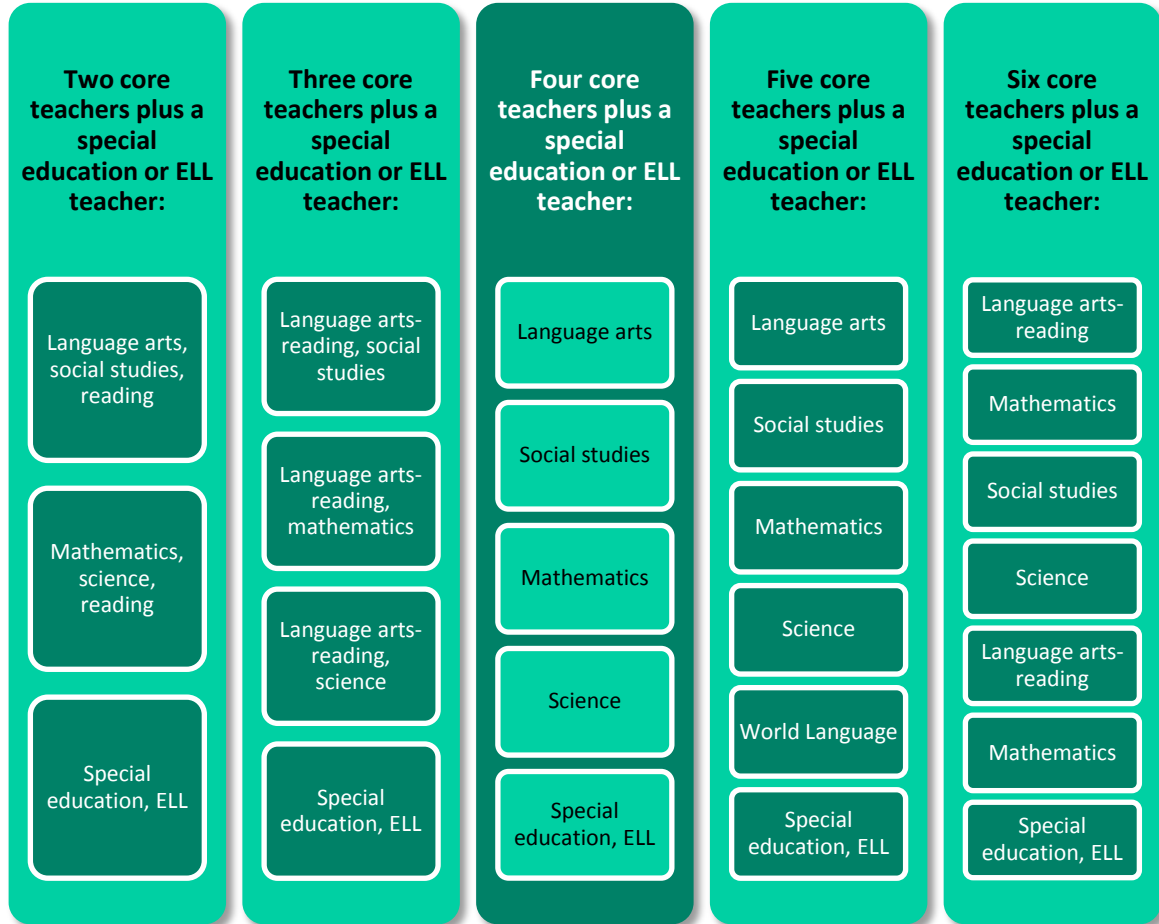 Two core
teachers plus a
special
education or ELL
teacher:
Language arts,
social studies,
reading
Mathematics,
science,
reading
Special
education, ELL
Three core
teachers plus a
special
education or ELL
teacher:
Language arts-
reading, social
studies
Language arts-
reading,
mathematics
Language arts-
reading,
science
Special
education, ELL
Four core
teachers plus a
special
education or ELL
teacher:
Language arts
Social studies
Mathematics
Science
Special
education, ELL
Five core
teachers plus a
special
education or ELL
teacher:
Language arts
Social studies
Mathematics
Science
World Language
Special
education, ELL
Six core
teachers plus a
special
education or ELL
teacher:
Language arts-
reading
Mathematics
Social studies
Science
Language arts-
reading
Mathematics
Special
education, ELL